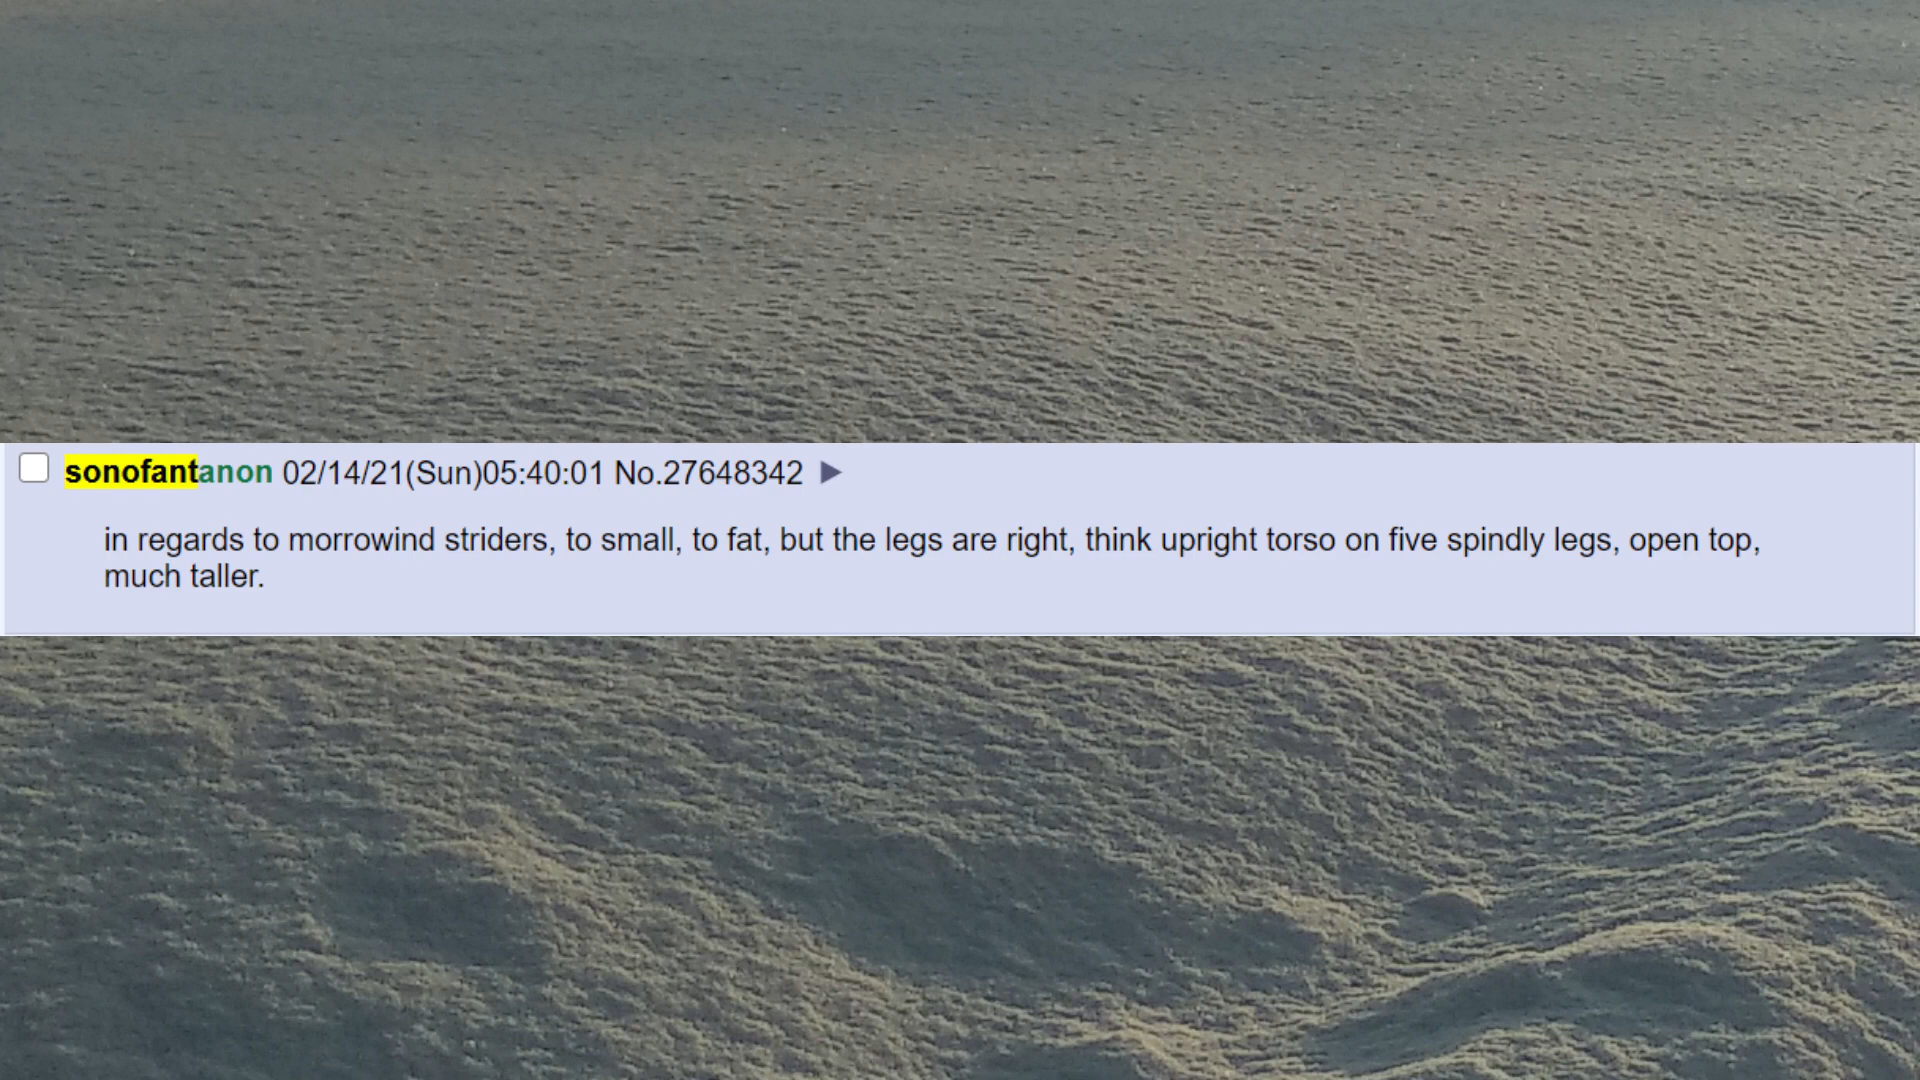 sonofantanon 02/14/21(Sun)05:40:01 No.27648342 ▶
in regards to morrowind striders, to small, to fat, but the legs are right, think upright torso on five spindly legs, open top,
much taller.